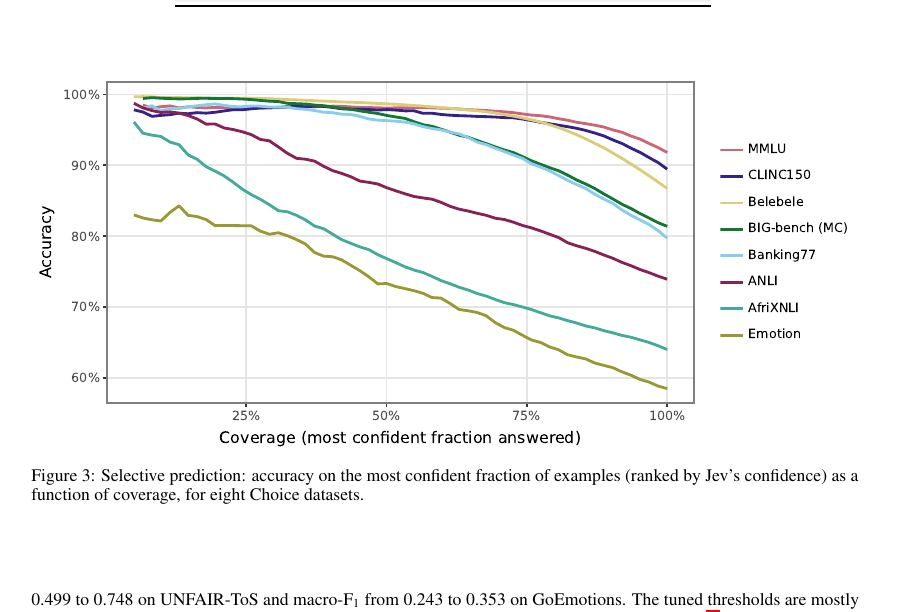 100%
90%
80%
70%
60%
Accuracy
25%
50%
75%
100%
Coverage (most confident fraction answered)
MMLU
CLINC150
Belebele
BIG-bench (MC)
Banking77
ANLI
AfriXNLI
Emotion
Figure 3: Selective prediction: accuracy on the most confident fraction of examples (ranked by Jev's confidence) as a
function of coverage, for eight Choice datasets.
0.499 to 0.748 on UNFAIR-ToS and macro-F₁ from 0.243 to 0.353 on GoEmotions. The tuned thresholds are mostly